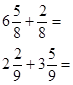 6 5/8 + 2/8 =
2 2/9 + 3 5/9 =